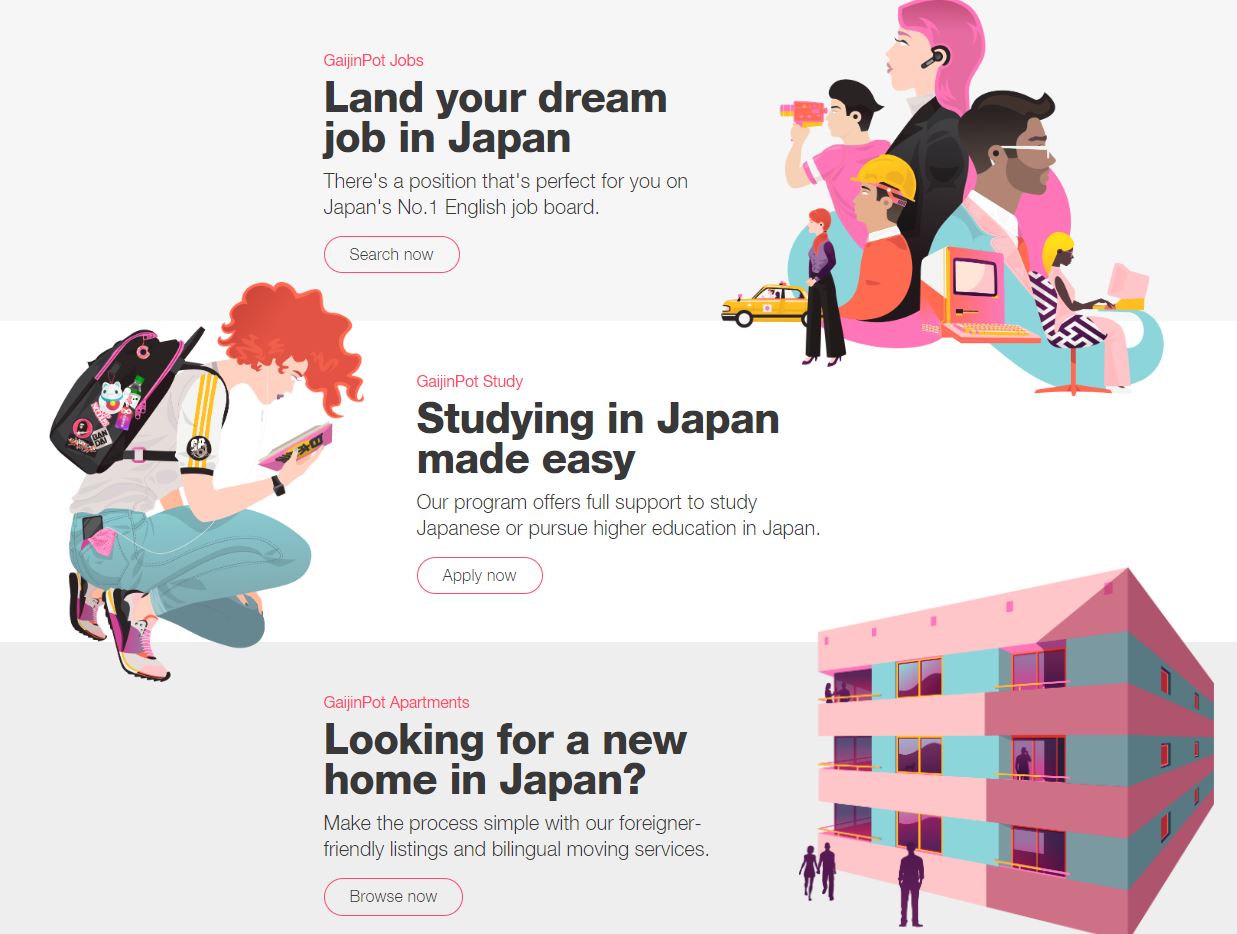 GaijinPot Jobs
Land your dream
job in Japan
There's a position that's perfect for you on
Japan's No.1 English job board.
Search now
GaijinPot Study
Studying in Japan
made easy
Our program offers full support to study
Japanese or pursue higher education in Japan.
Apply now
BAN
DAI
GaijinPot Apartments
Looking for a new
home in Japan?
Make the process simple with our foreigner-
friendly listings and bilingual moving services.
Browse now